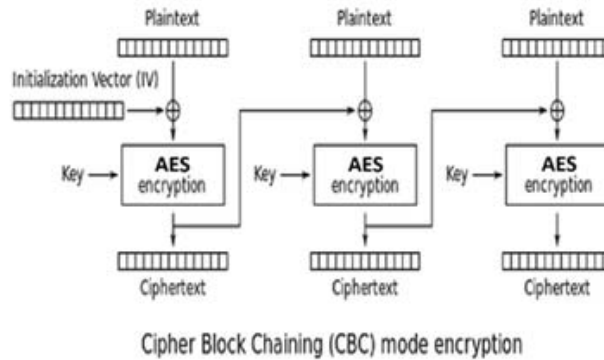 Plaintext Plaintext Plaintext
Initialization Vector (IV)
Key AES encryption Key AES encryption Key AES encryption
Ciphertext Ciphertext Ciphertext
Cipher Block Chaining (CBC) mode encryption